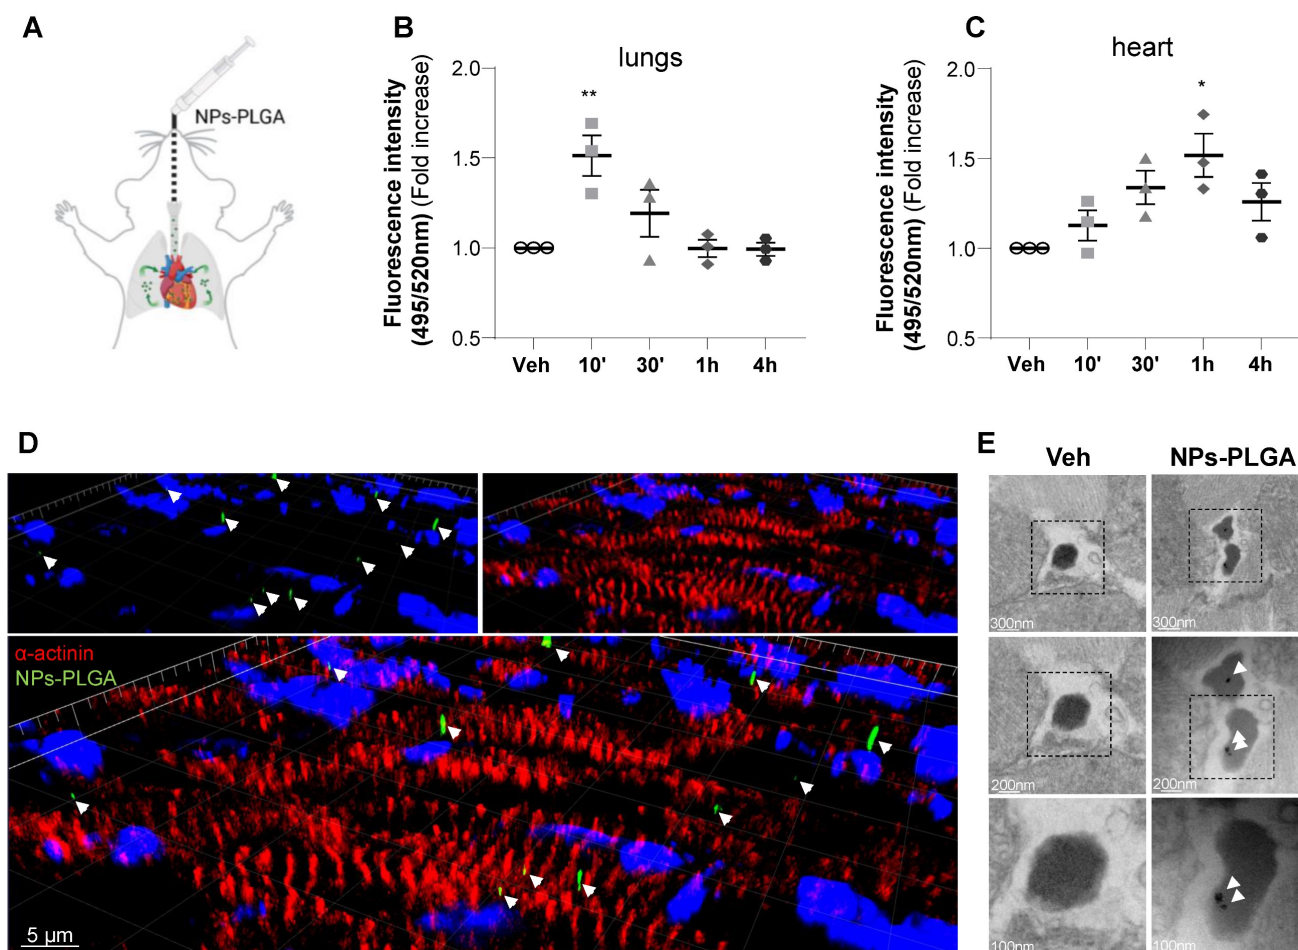 A
NPs-PLGA
B
lungs
Fluorescence intensity
(495/520nm) (Fold increase)
2.0
**
1.5
1.0
0.5
Veh 10' 30' 1h 4h
C
heart
Fluorescence intensity
(495/520nm) (Fold increase)
2.0
*
1.5
1.0
0.5
Veh 10' 30' 1h 4h
D
α-actinin
NPs-PLGA
5 µm
E
Veh NPs-PLGA
300nm 300nm
200nm 200nm
100nm 100nm